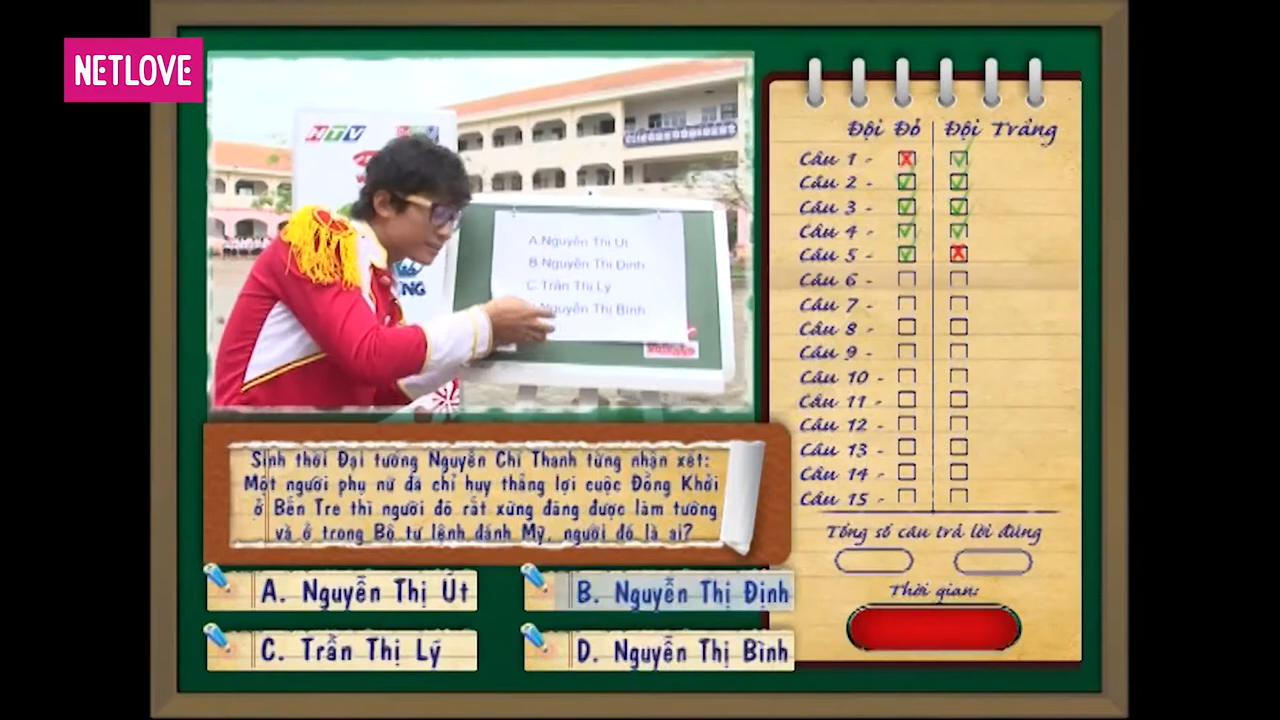 NETLOVE
HTV
A.Nguyễn Thị Út
B.Nguyễn Thị Định
C.Trần Thị Lý
Nguyễn Thị Bình
Sinh thời Đại tướng Nguyễn Chí Thanh từng nhận xét:
Một người phụ nữ đã chỉ huy thắng lợi cuộc Đồng Khởi
ở Bến Tre thì người đó rất xứng đáng được làm tướng
và ở trong Bộ tư lệnh đánh Mỹ, người đó là ai?
A. Nguyễn Thị Út
B. Nguyễn Thị Định
C. Trần Thị Lý
D. Nguyễn Thị Bình
Đội Đỏ Đội Trắng
Câu 1 -
Câu 2 -
Câu 3 -
Câu 4 -
Câu 5 -
Câu 6 -
Câu 7 -
Câu 8 -
Câu 9 -
Câu 10 -
Câu 11 -
Câu 12 -
Câu 13 -
Câu 14 -
Câu 15 -
Tổng số câu trả lời đúng
Thời gian: